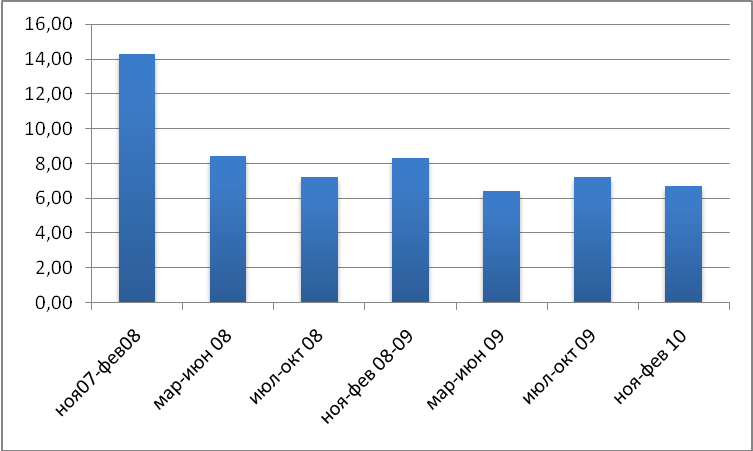 16,00
14,00
12,00
10,00
8,00
6,00
4,00
2,00
0,00
ноя07-фев08
мар-июн 08
июл-окт 08
ноя-фев 08-09
мар-июн 09
июл-окт 09
ноя-фев 10